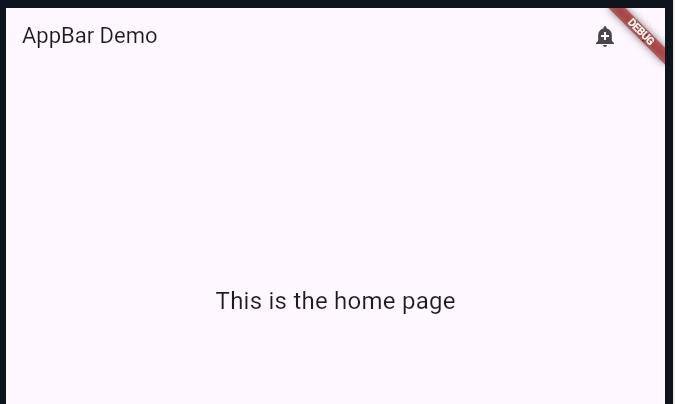 AppBar Demo
DEBUG
This is the home page